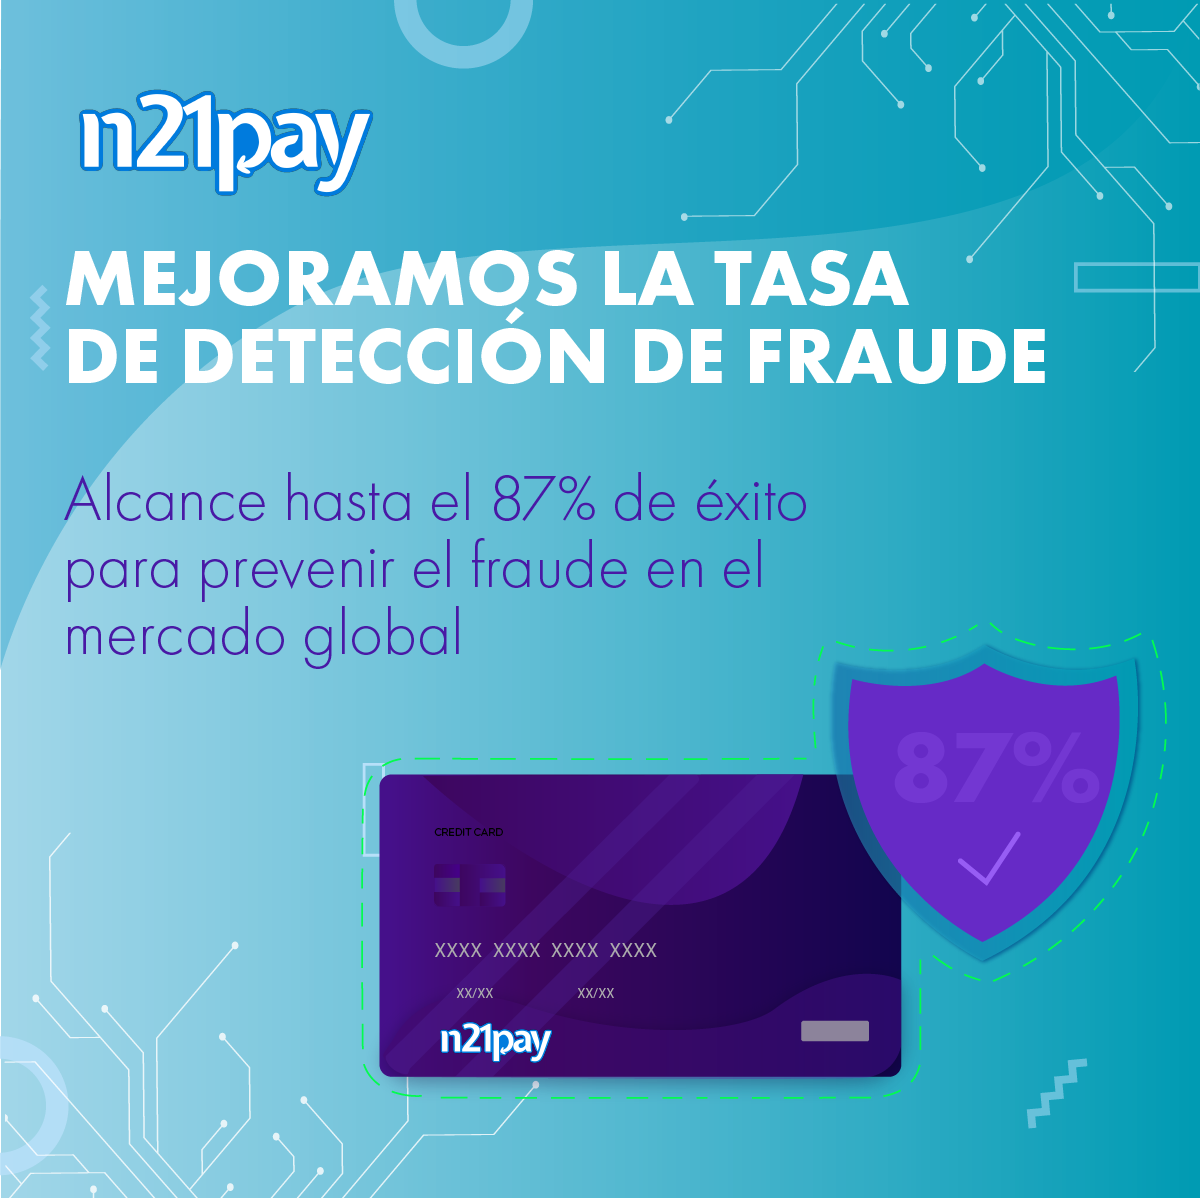 n21pay
MEJORAMOS LA TASA
DE DETECCIÓN DE FRAUDE
Alcance hasta el 87% de éxito
para prevenir el fraude en el
mercado global
87%
CREDIT CARD
XXXX XXXX XXXX XXXX
XX/XX XX/XX
n21pay